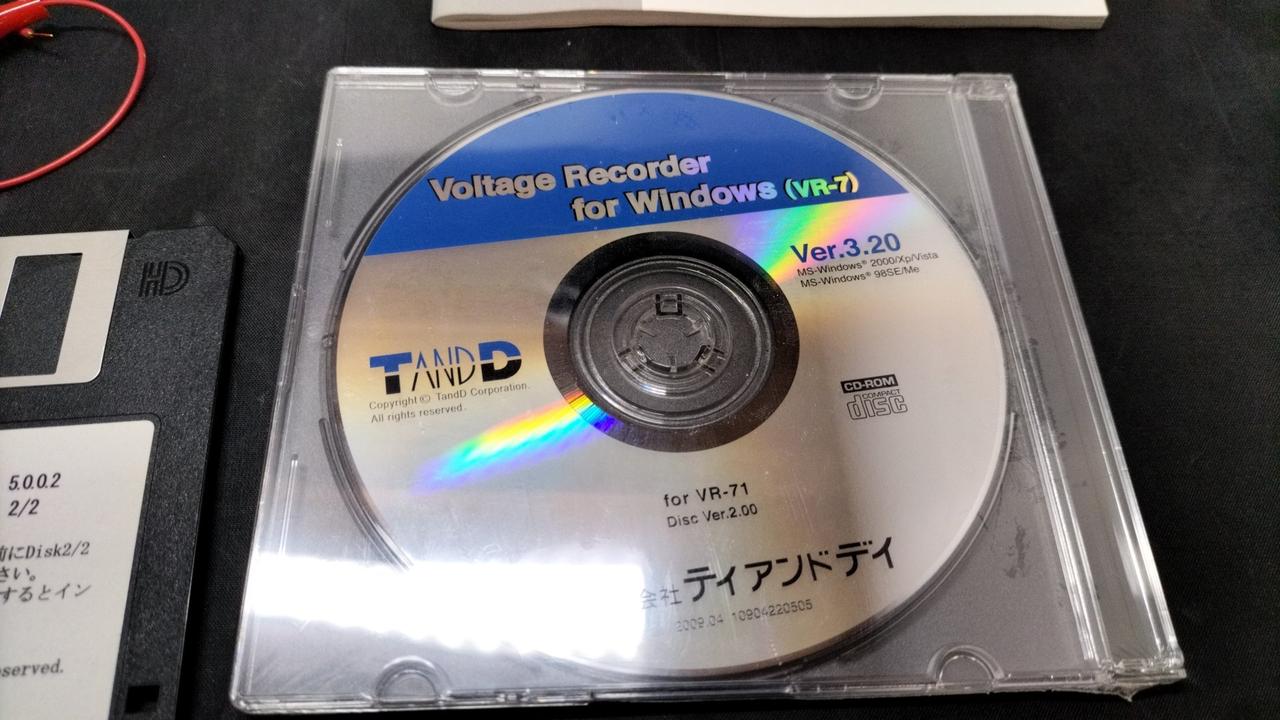 Voltage Recorder
for Windows (VR-7)
Ver.3.20
MS-Windows® 2000/Xp/Vista
MS-Windows® 98SE/Me
TANDD
Copyright © TandD Corporation.
All rights reserved.
CD-ROM
COMPACT
disc
for VR-71
Disc Ver.2.00
会社 ティアンドデイ
2009.04 10904220505
HD
5.0.0.2
2/2
前にDisk2/2
さい。
するとイン
served.